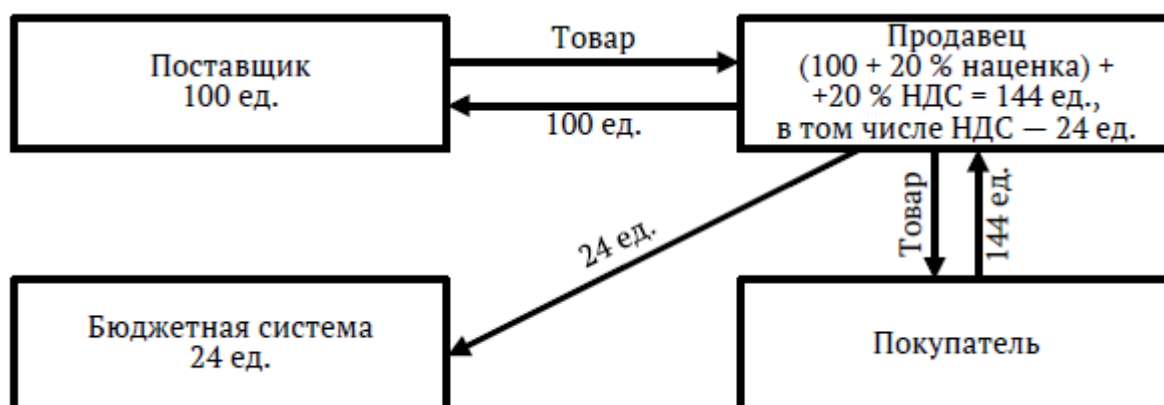 Поставщик
100 ед.
Товар
100 ед.
Продавец
(100 + 20 % наценка) +
+20 % НДС = 144 ед.,
в том числе НДС — 24 ед.
24 ед.
Товар
144 ед.
Бюджетная система
24 ед.
Покупатель